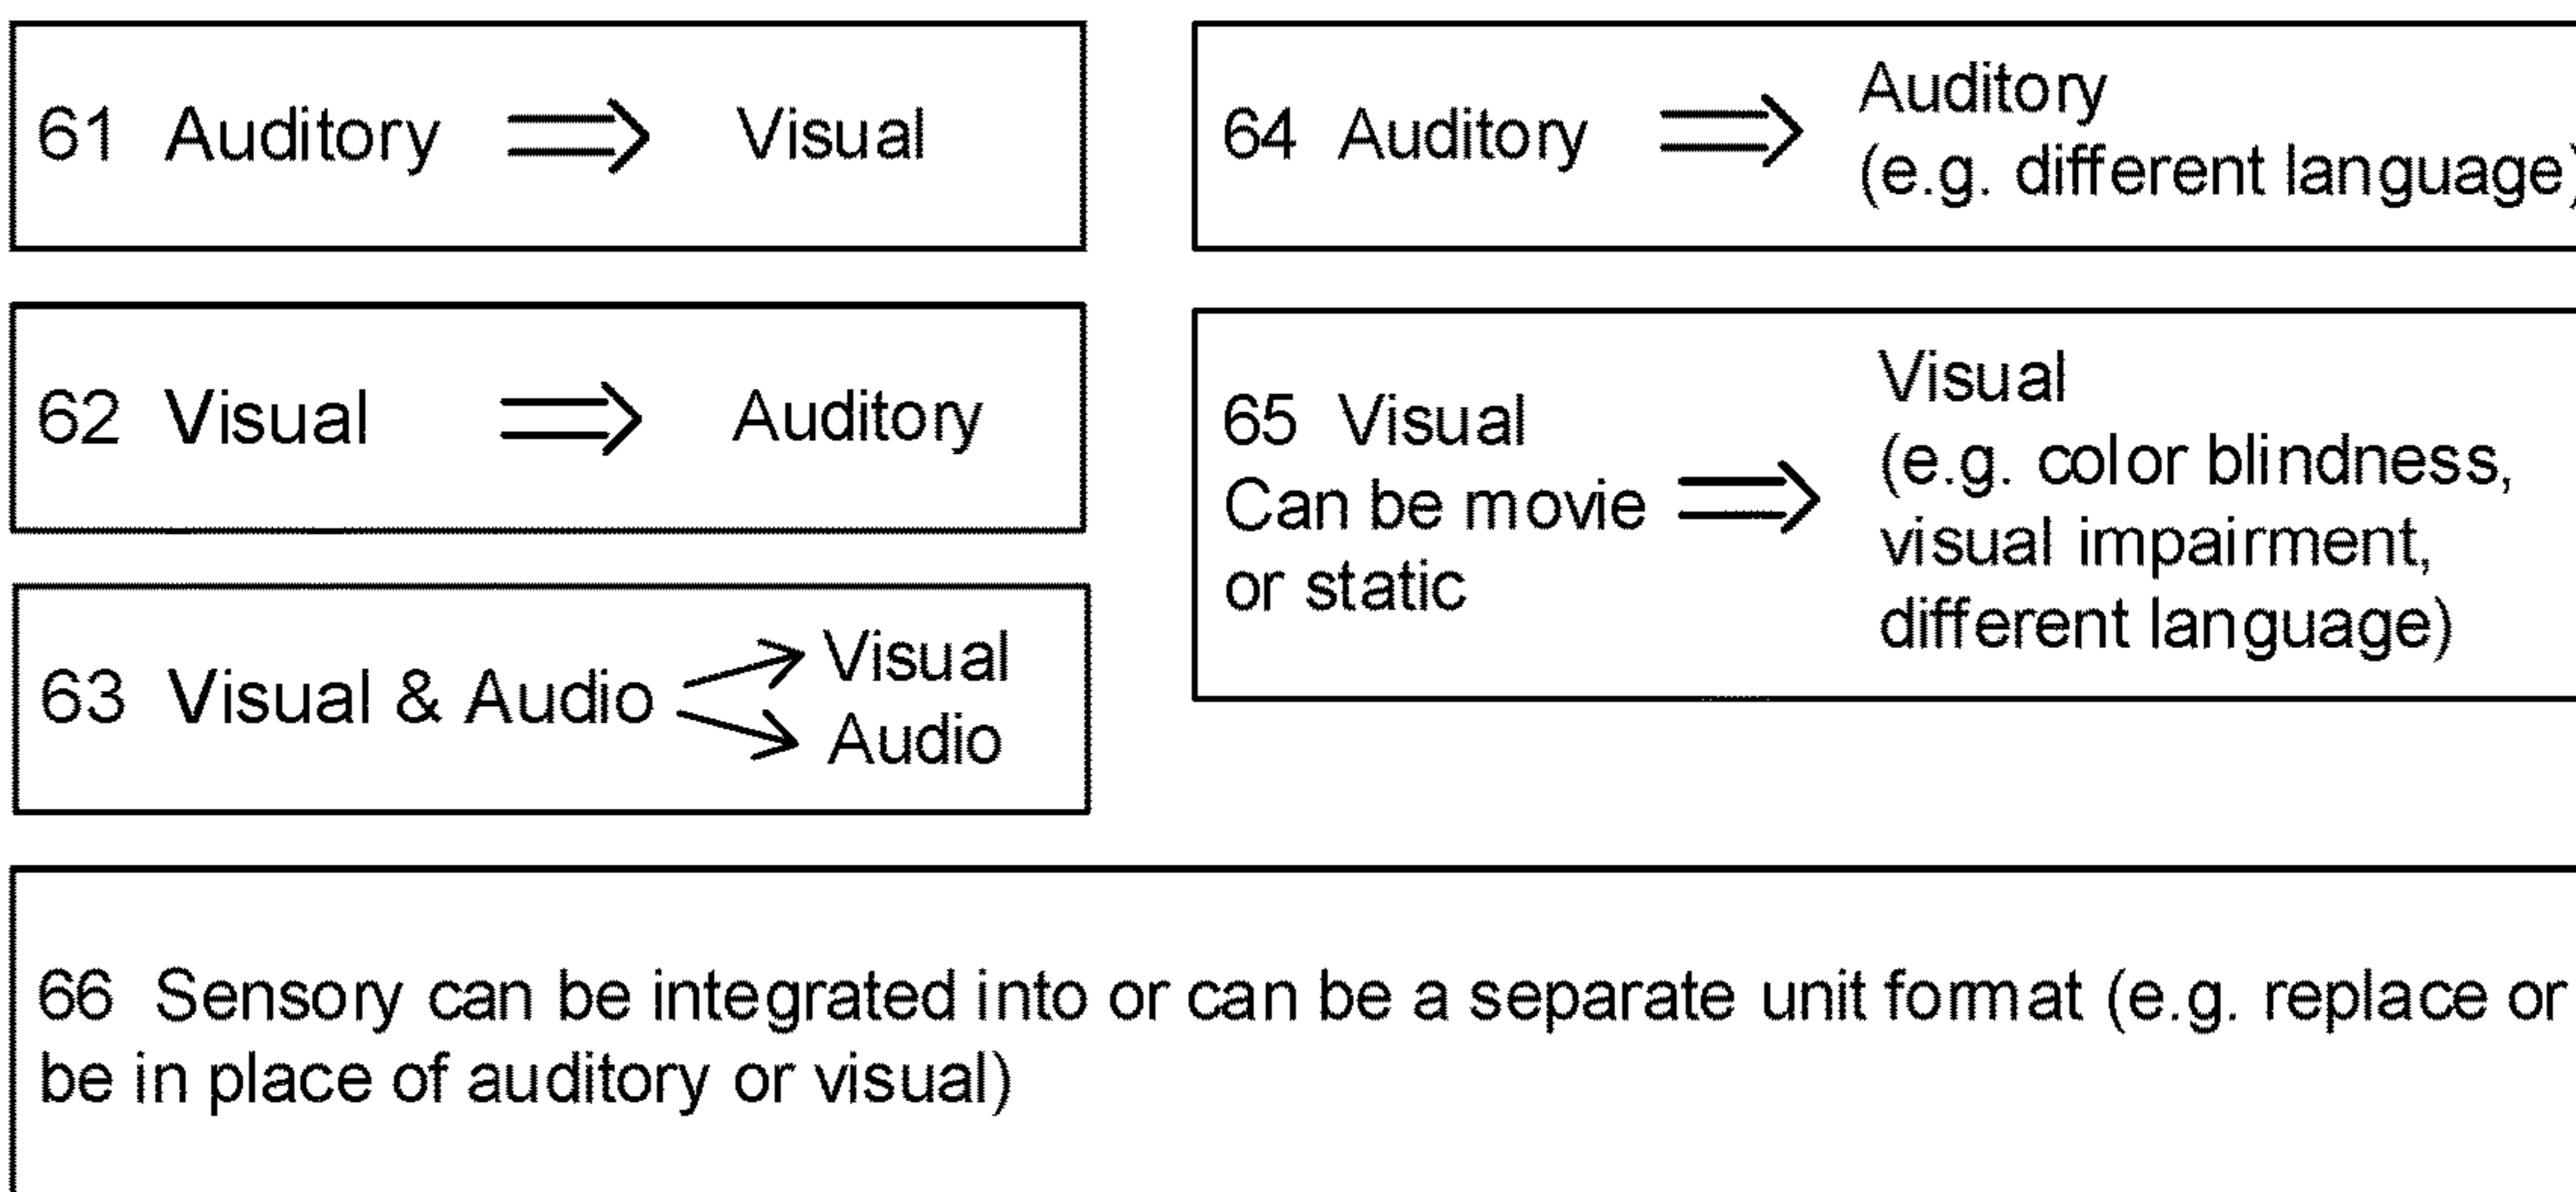 61 Auditory ⇒ Visual
62 Visual ⇒ Auditory
63 Visual & Audio
Visual
Audio
64 Auditory ⇒
Auditory
(e.g. different language)
65 Visual
Can be movie
or static
Visual
(e.g. color blindness,
visual impairment,
different language)
66 Sensory can be integrated into or can be a separate unit format (e.g. replace or
be in place of auditory or visual)